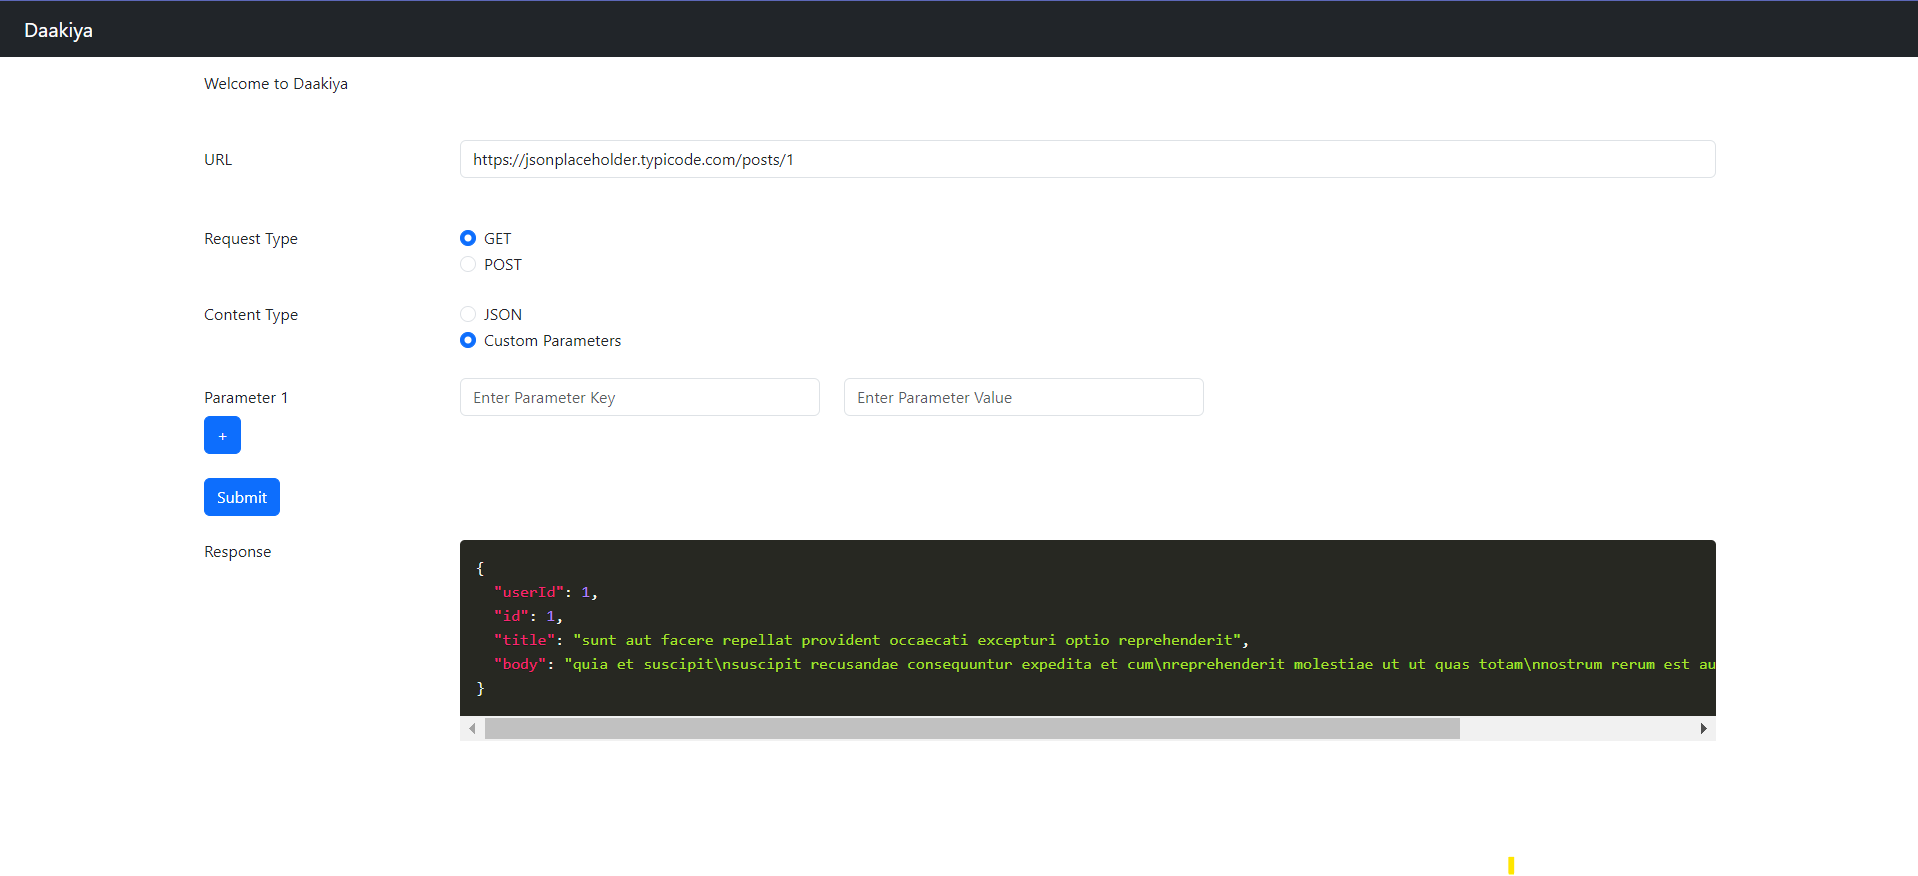 Daakiya
Welcome to Daakiya
URL
https://jsonplaceholder.typicode.com/posts/1
Request Type
GET
POST
Content Type
JSON
Custom Parameters
Parameter 1
Enter Parameter Key
Enter Parameter Value
+
Submit
Response
{
"userId": 1,
"id": 1,
"title": "sunt aut facere repellat provident occaecati excepturi optio reprehenderit",
"body": "quia et suscipit\nsuscipit recusandae consequuntur expedita et cum\nreprehenderit molestiae ut ut quas totam\nnostrum rerum est au
}